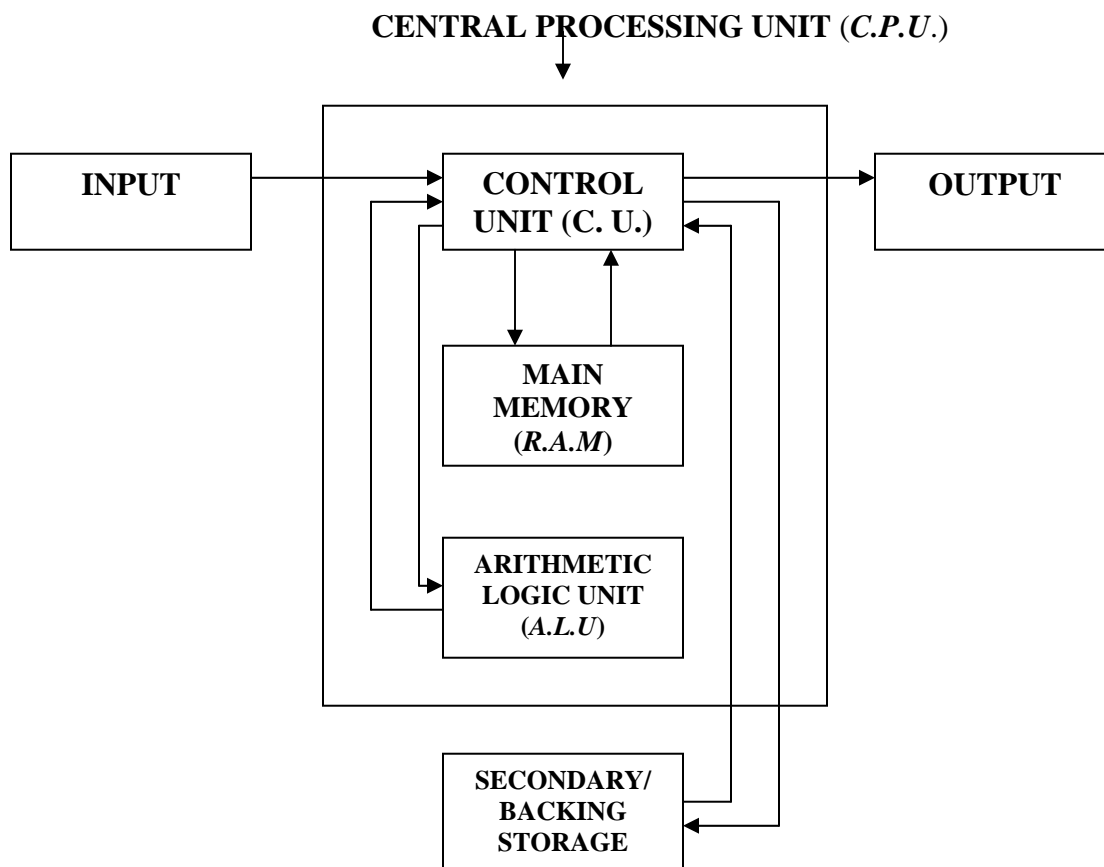 CENTRAL PROCESSING UNIT (C.P.U.)
INPUT
CONTROL
UNIT (C. U.)
OUTPUT
MAIN
MEMORY
(R.A.M)
ARITHMETIC
LOGIC UNIT
(A.L.U)
SECONDARY/
BACKING
STORAGE